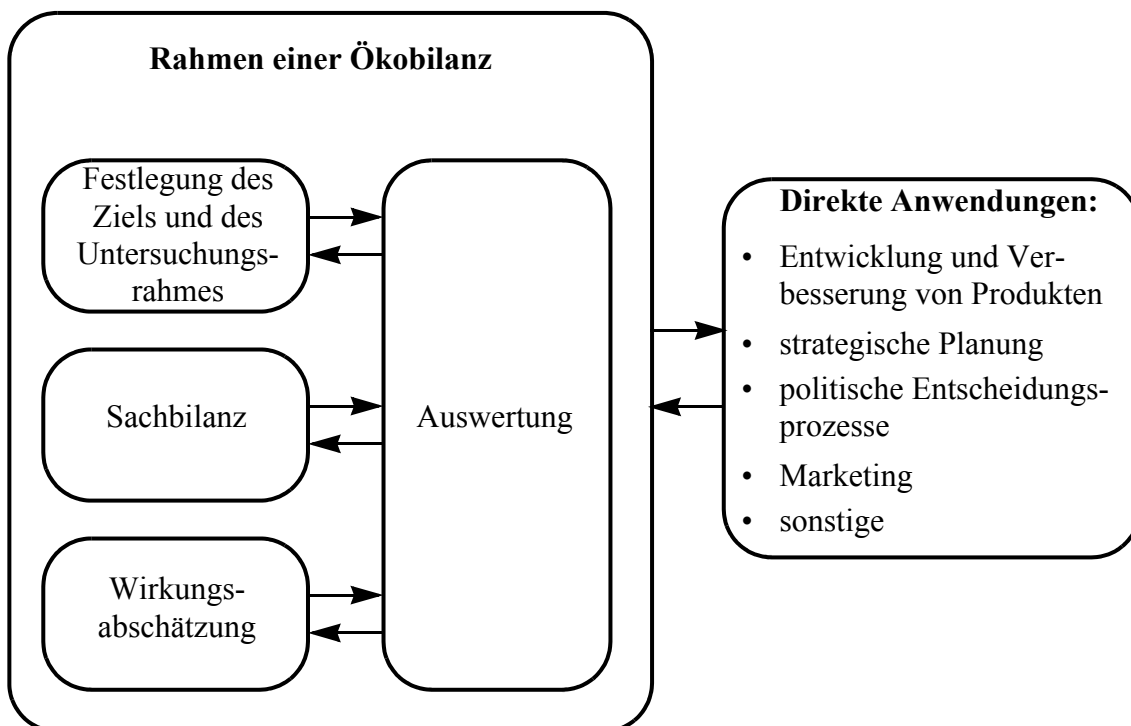 Rahmen einer Ökobilanz
Festlegung des
Ziels und des
Untersuchungs-
rahmes
Sachbilanz
Wirkungs-
abschätzung
Auswertung
Direkte Anwendungen:
• Entwicklung und Ver-
besserung von Produkten
• strategische Planung
• politische Entscheidungs-
prozesse
• Marketing
• sonstige